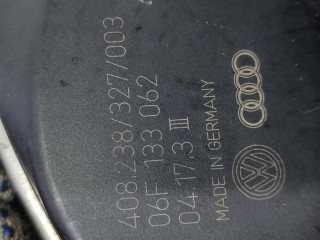 408.238/327/003
06F 133 062
04.17.3 III
MADE IN GERMANY